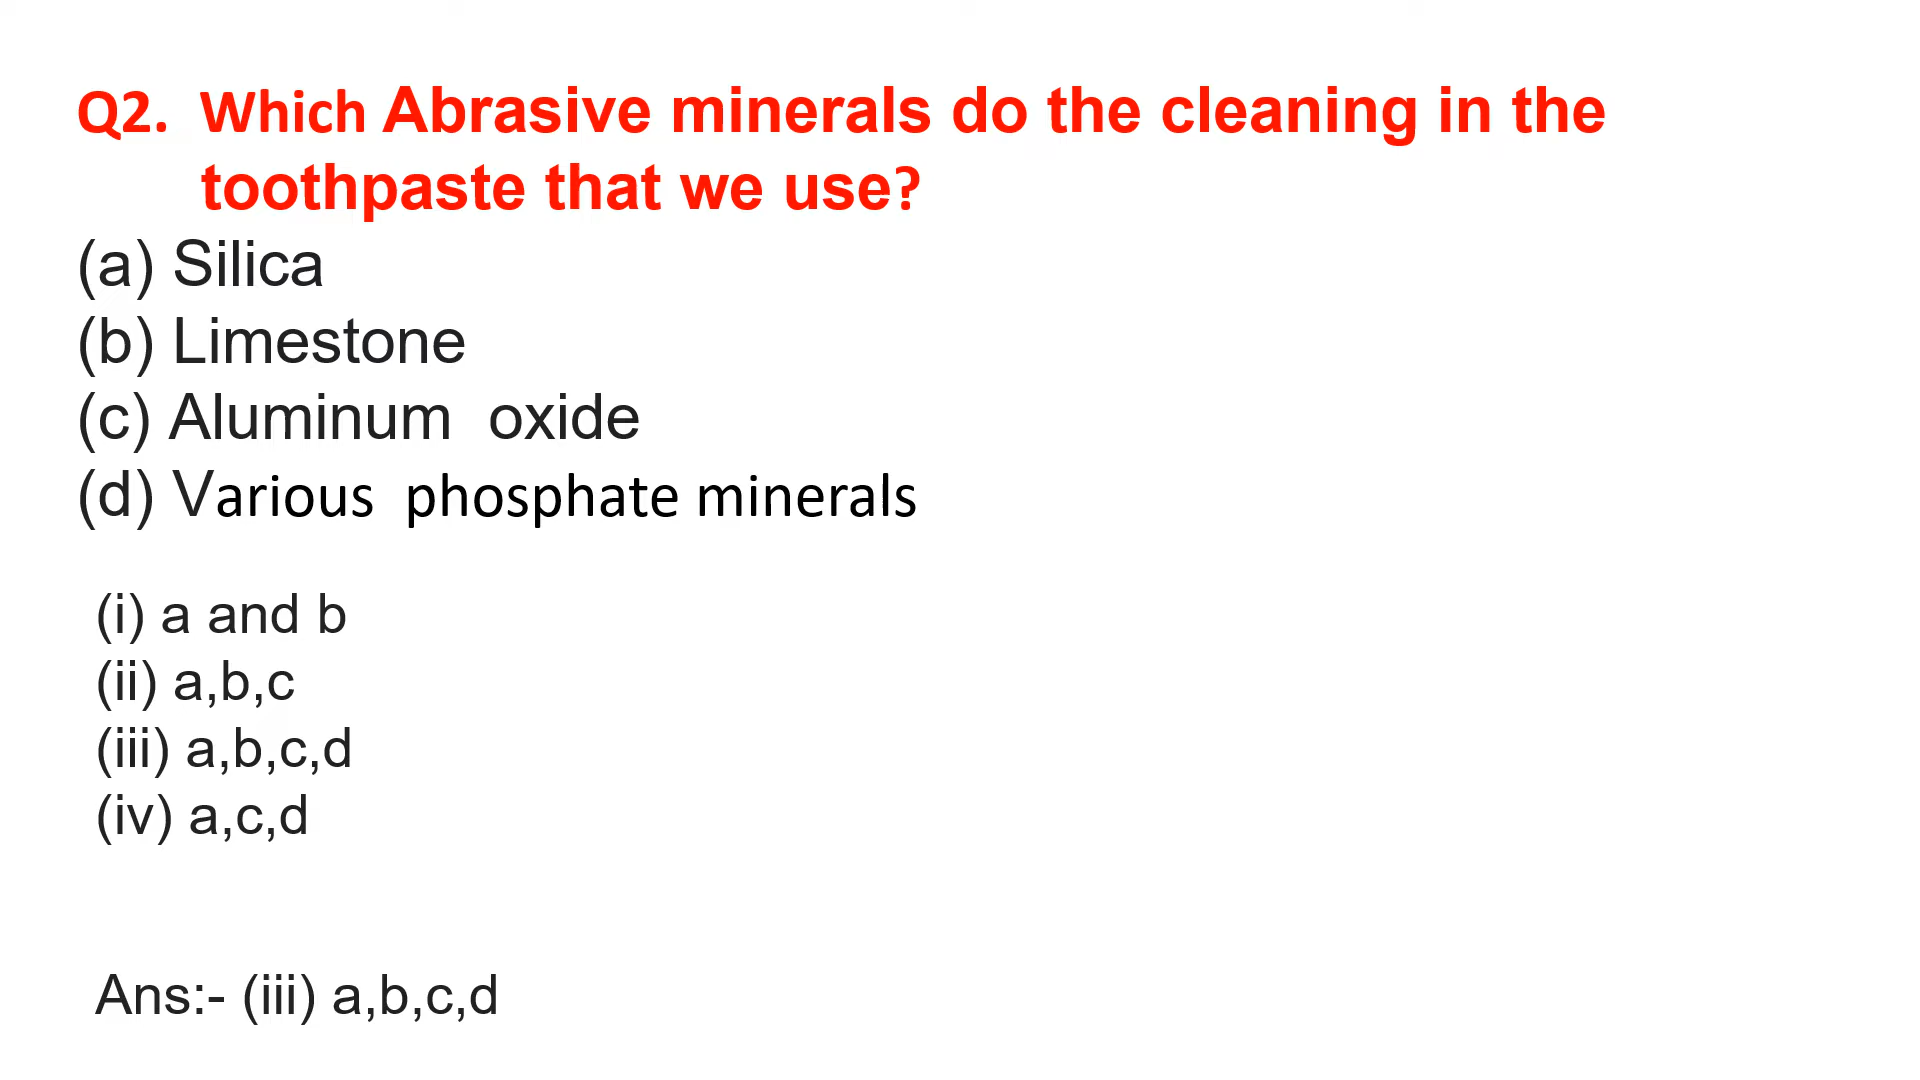 Q2. Which Abrasive minerals do the cleaning in the
toothpaste that we use?
(a) Silica
(b) Limestone
(c) Aluminum oxide
(d) Various phosphate minerals
(i) a and b
(ii) a,b,c
(iii) a,b,c,d
(iv) a,c,d
Ans:- (iii) a,b,c,d